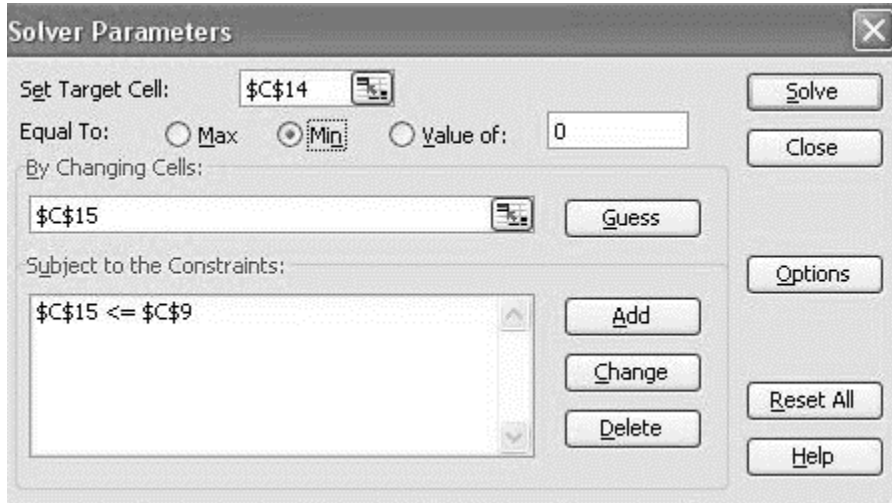 Solver Parameters
Set Target Cell: $C$14 Solve
Equal To: Max Min Value of: 0 Close
By Changing Cells:
$C$15 Guess
Subject to the Constraints: Options
$C$15 <= $C$9 Add
Change
Reset All
Delete
Help